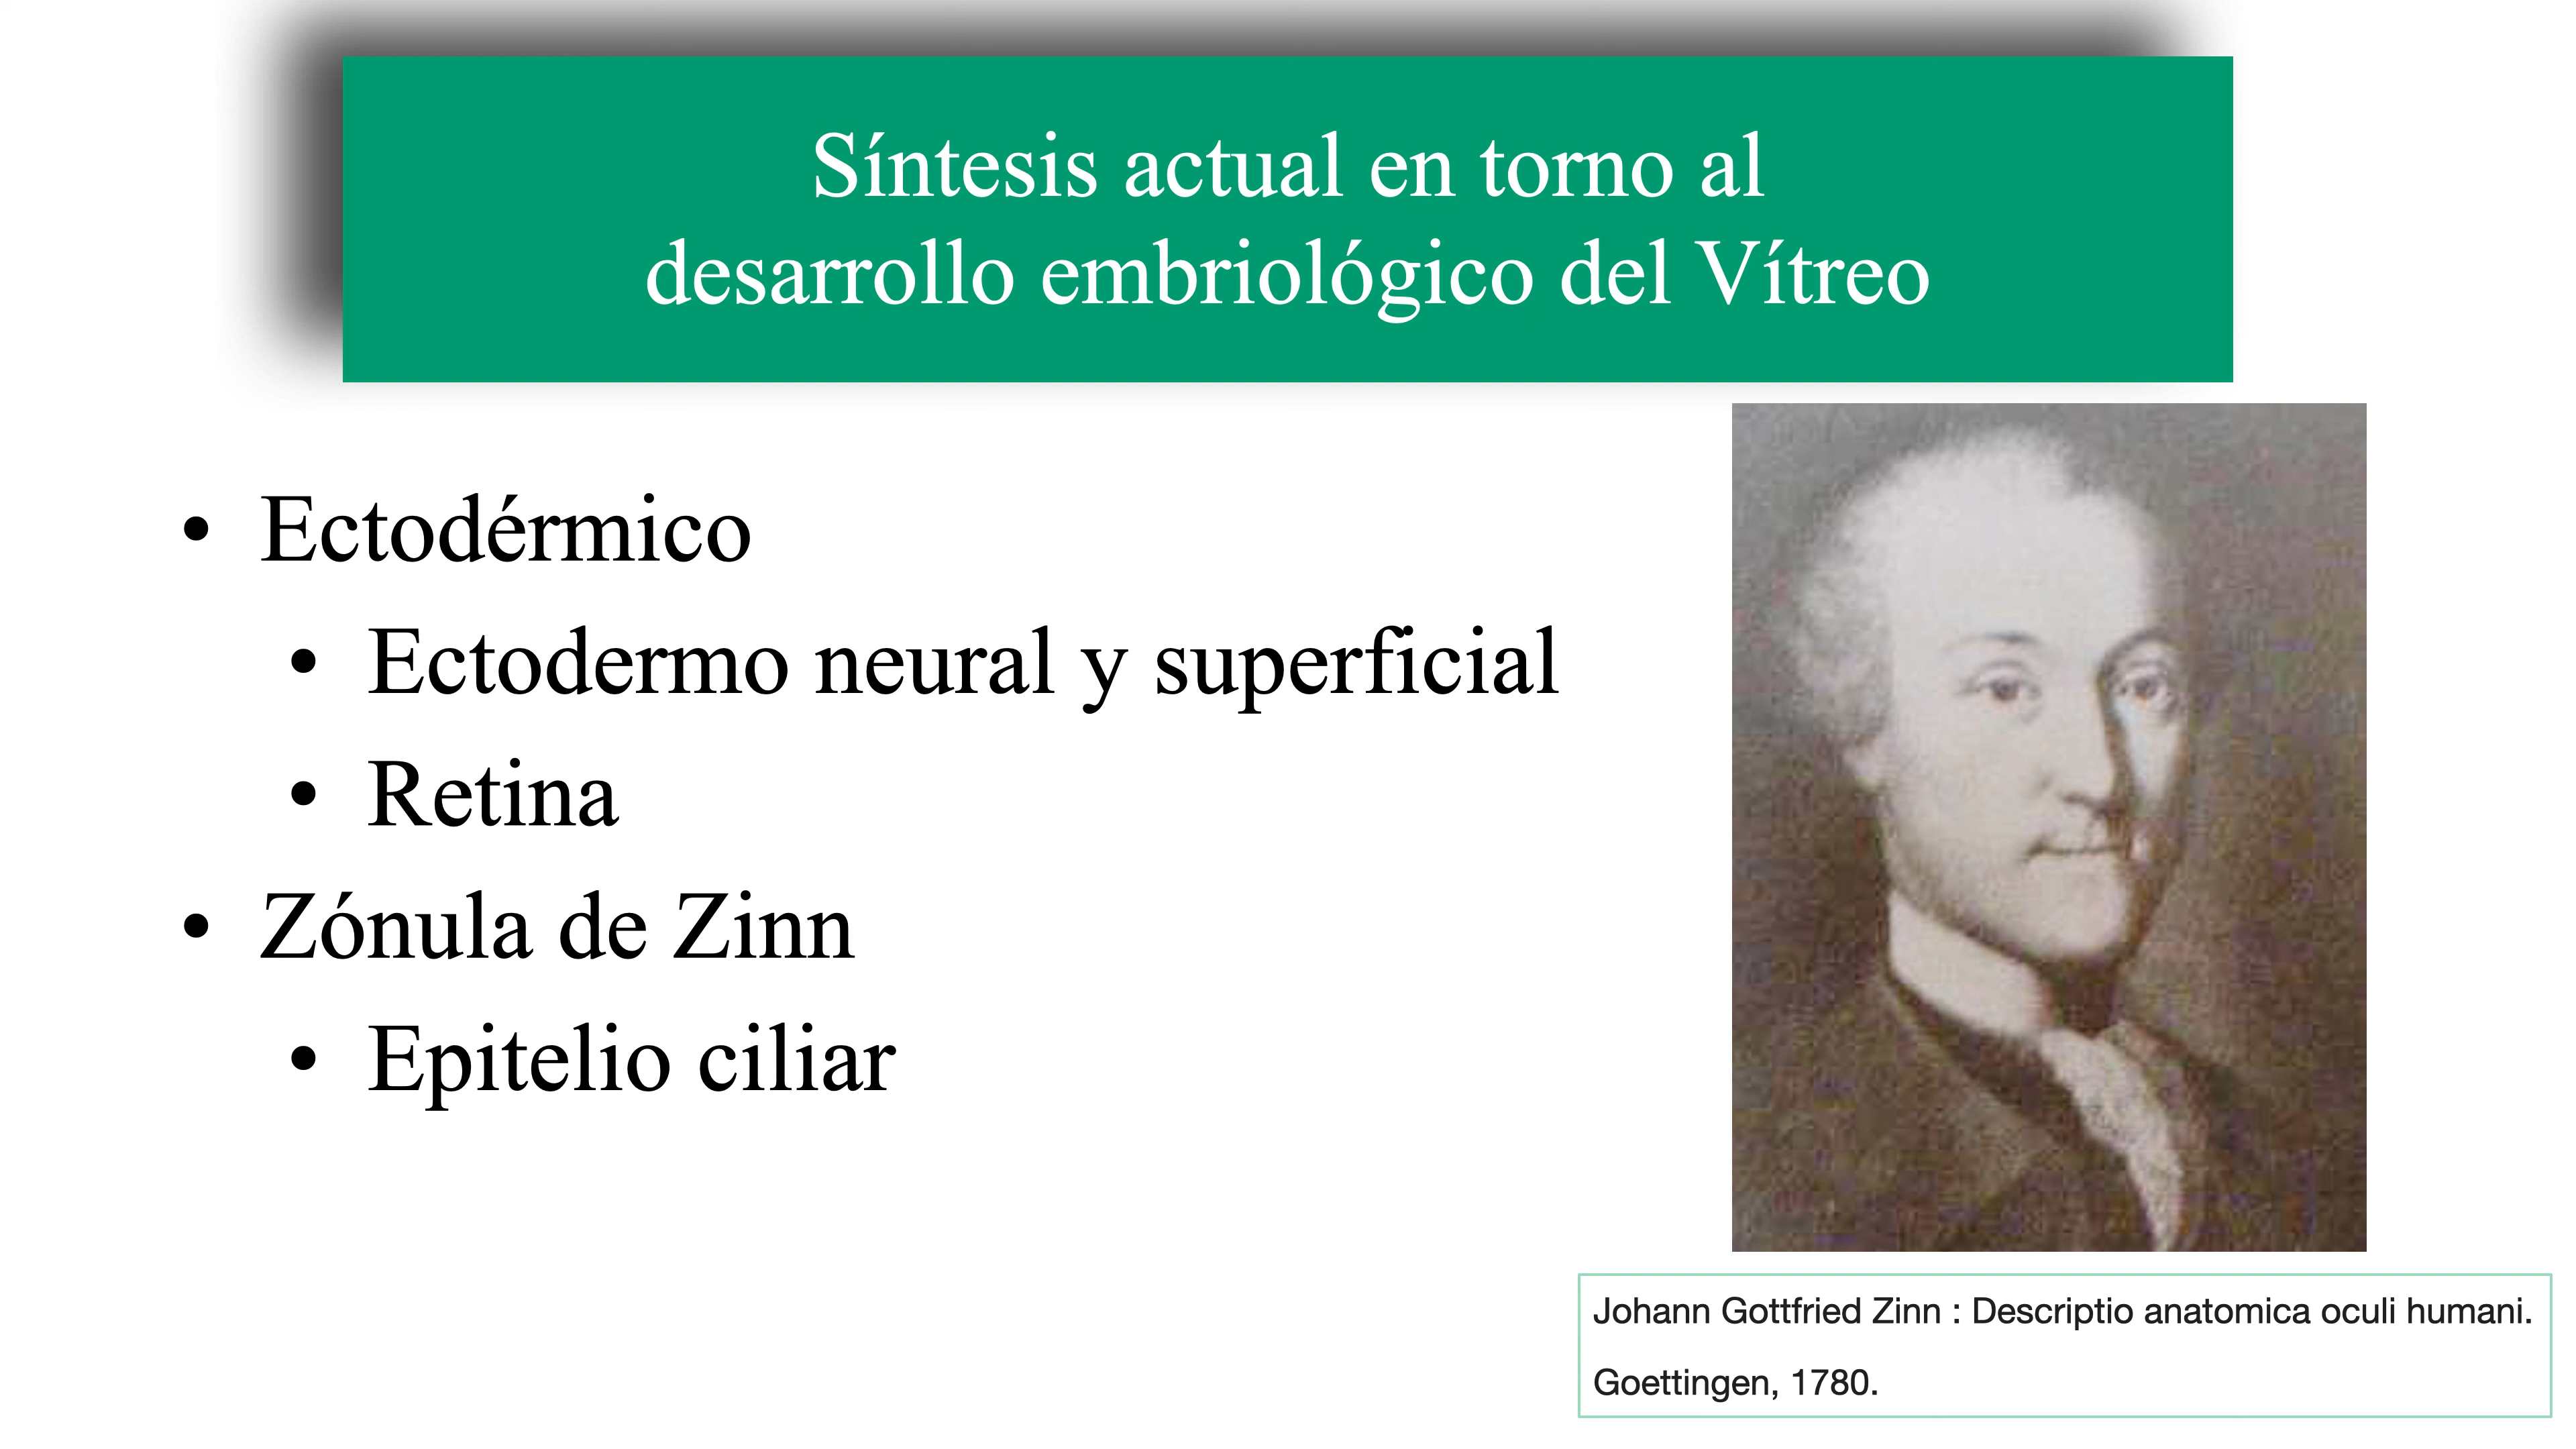 Síntesis actual en torno al
desarrollo embriológico del Vítreo
• Ectodérmico
• Ectodermo neural y superficial
• Retina
• Zónula de Zinn
• Epitelio ciliar
Johann Gottfried Zinn : Descriptio anatomica oculi humani.
Goettingen, 1780.